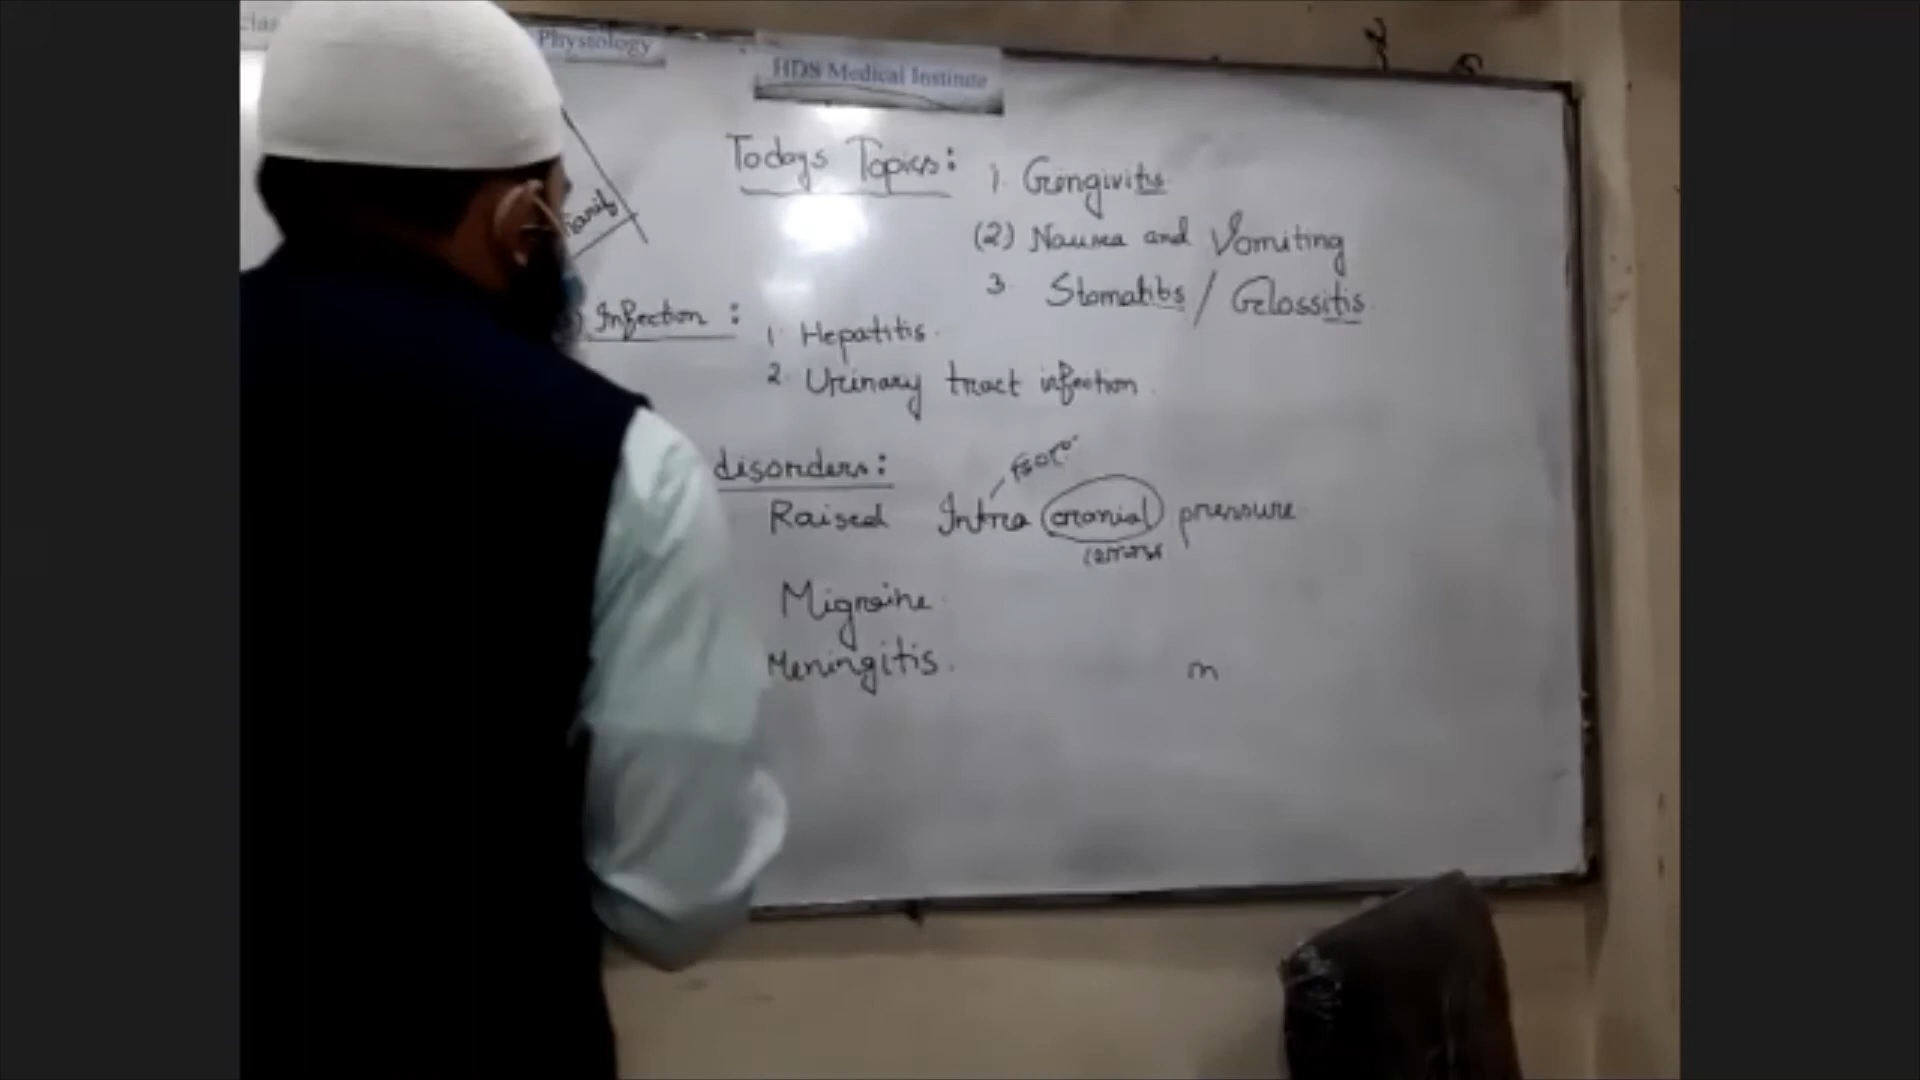 Physiology
HDS Medical Institute
Todays Topics: 1. Gingivitis
(2) Nausea and Vomiting
3. Stomatitis / Glossitis
Infection:
1. Hepatitis.
2. Urinary tract infection.
disorders:
Raised Intra cranial pressure
Migraine.
Meningitis.
m